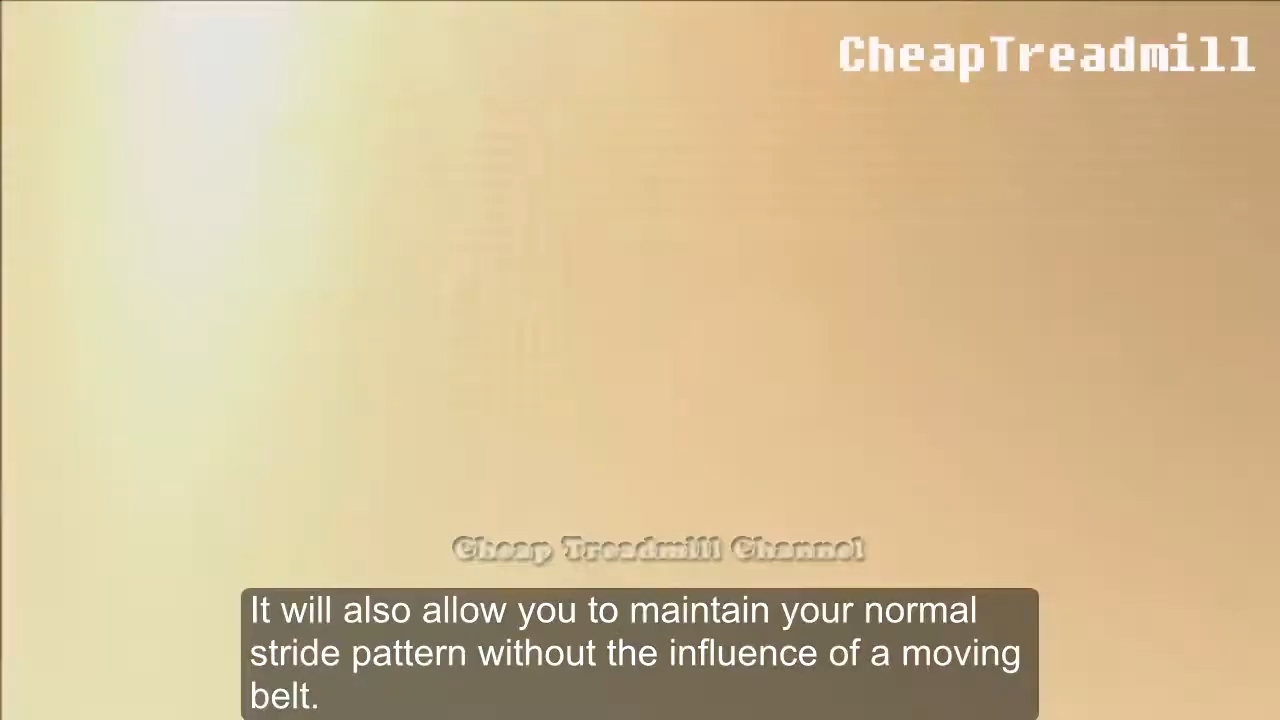 CheapTreadmill
Cheap Treadmill Channel
It will also allow you to maintain your normal
stride pattern without the influence of a moving
belt.